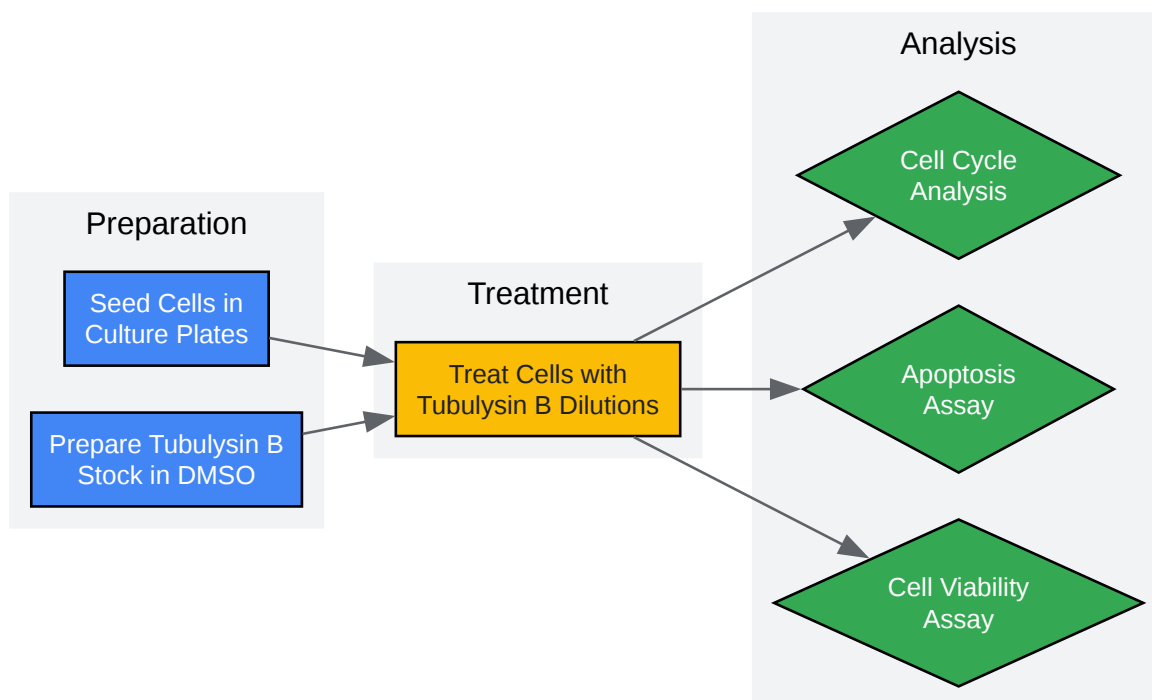 Preparation
Seed Cells in
Culture Plates
Prepare Tubulysin B
Stock in DMSO
Treatment
Treat Cells with
Tubulysin B Dilutions
Analysis
Cell Cycle
Analysis
Apoptosis
Assay
Cell Viability
Assay